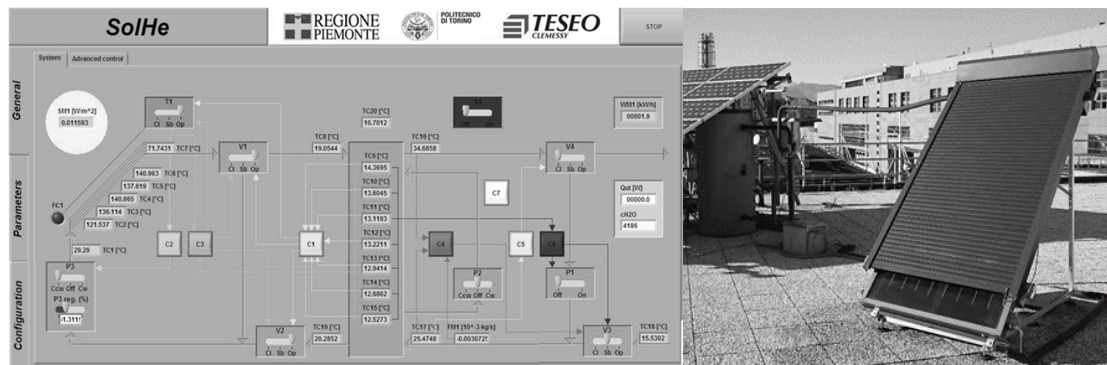 SolHe
REGIONE
PIEMONTE
POLITECNICO
DI TORINO
TESEO
CLEMESSY
STOP
General
Parameters
Configuration
System
Advanced control
SM1 [W/m^2]
0.011593
T1
Cl Sb Op
71.7431 TC7 [°C]
140.963 TC6 [°C]
137.619 TC5 [°C]
140.865 TC4 [°C]
136.114 TC3 [°C]
121.537 TC2 [°C]
29.29 TC1 [°C]
FC1
V1
Cl Sb Op
TC8 [°C]
19.0544
TC20 [°C]
16.7012
TC9 [°C]
14.3695
TC10 [°C]
13.6045
TC11 [°C]
13.1183
TC12 [°C]
13.2211
TC13 [°C]
12.9414
TC14 [°C]
12.6862
TC15 [°C]
12.5273
TC16 [°C]
34.6858
V4
Cl Sb Op
WM1 [kWh]
00001.9
Qut [W]
00000.0
cH2O
4186
C7
C2
C3
C1
C4
C5
P3
Ccw Off Cw
P3 reg. (%)
P2
Ccw Off Cw
P1
Off On
V2
Cl Sb Op
TC19 [°C]
20.2852
TC17 [°C]
25.4748
FM1 [10^-3 kg/s]
-0.0030725
V3
Cl Sb Op
TC18 [°C]
15.5302